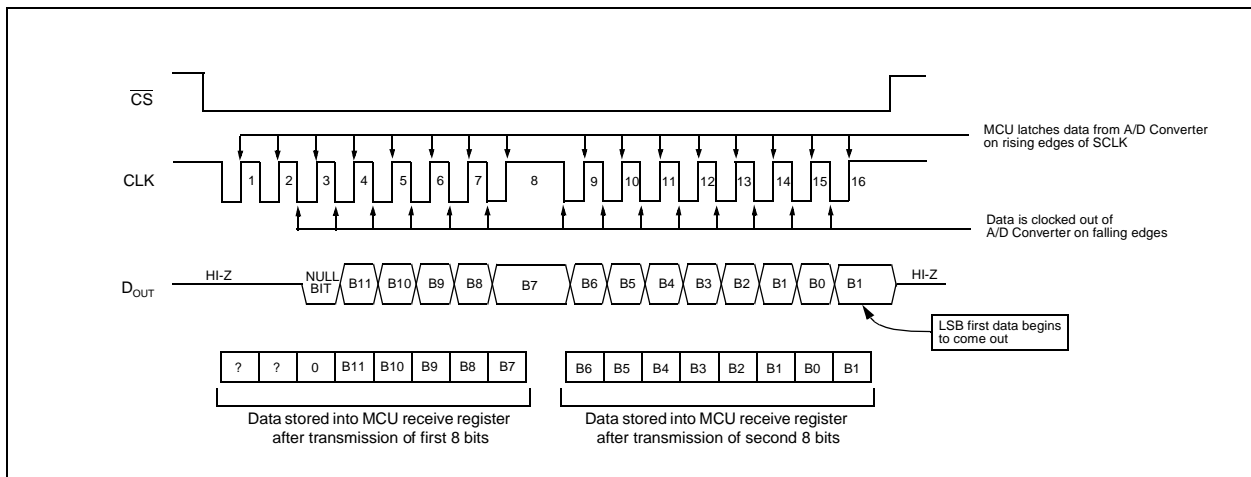 CS
MCU latches data from A/D Converter
on rising edges of SCLK
CLK
1 2 3 4 5 6 7 8 9 10 11 12 13 14 15 16
Data is clocked out of
A/D Converter on falling edges
DOUT
HI-Z
NULL
BIT
B11 B10 B9 B8 B7 B6 B5 B4 B3 B2 B1 B0 B1
HI-Z
LSB first data begins
to come out
? ? 0 B11 B10 B9 B8 B7
B6 B5 B4 B3 B2 B1 B0 B1
Data stored into MCU receive register
after transmission of first 8 bits
Data stored into MCU receive register
after transmission of second 8 bits